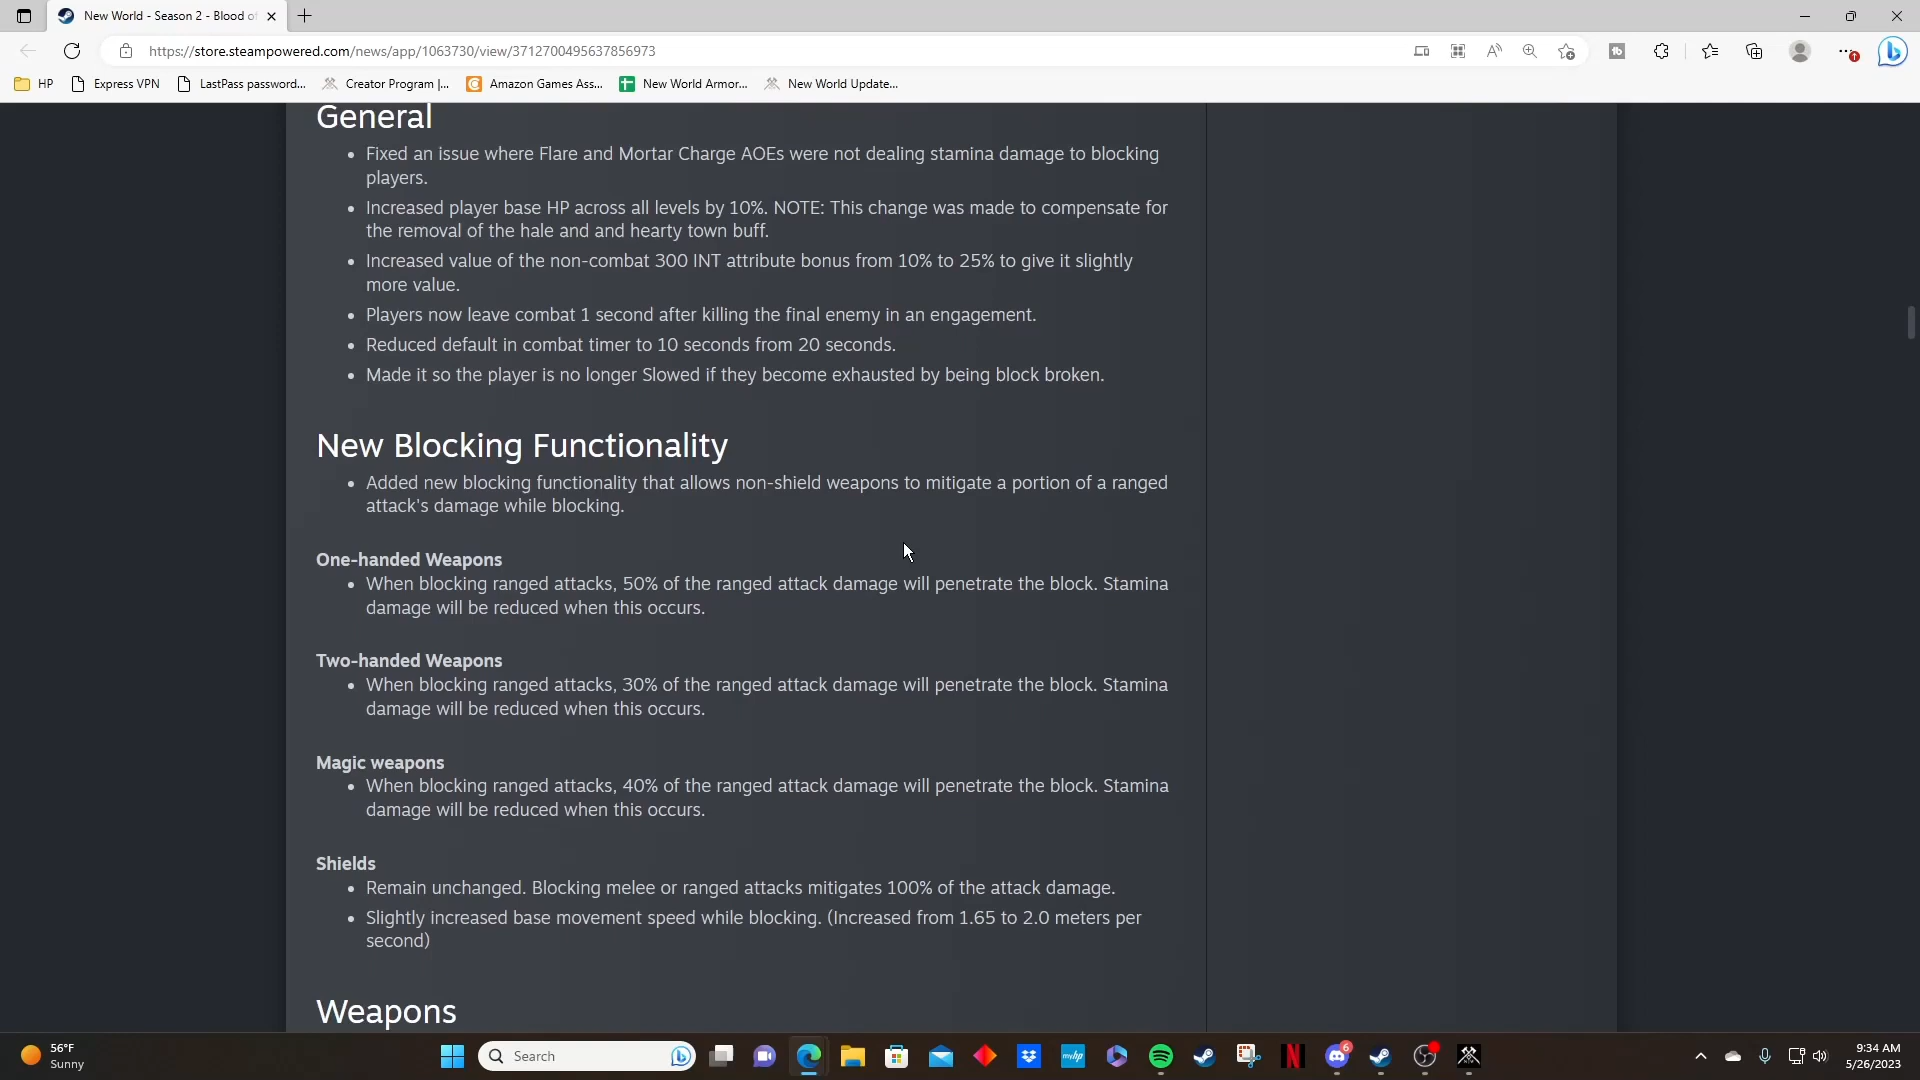 New World - Season 2 - Blood of
https://store.steampowered.com/news/app/1063730/view/3712700495637856973
HP
Express VPN
LastPass password...
Creator Program |...
Amazon Games Ass...
New World Armor...
New World Update...
General
Fixed an issue where Flare and Mortar Charge AOEs were not dealing stamina damage to blocking
players.
Increased player base HP across all levels by 10%. NOTE: This change was made to compensate for
the removal of the hale and and hearty town buff.
Increased value of the non-combat 300 INT attribute bonus from 10% to 25% to give it slightly
more value.
Players now leave combat 1 second after killing the final enemy in an engagement.
Reduced default in combat timer to 10 seconds from 20 seconds.
Made it so the player is no longer Slowed if they become exhausted by being block broken.
New Blocking Functionality
Added new blocking functionality that allows non-shield weapons to mitigate a portion of a ranged
attack's damage while blocking.
One-handed Weapons
When blocking ranged attacks, 50% of the ranged attack damage will penetrate the block. Stamina
damage will be reduced when this occurs.
Two-handed Weapons
When blocking ranged attacks, 30% of the ranged attack damage will penetrate the block. Stamina
damage will be reduced when this occurs.
Magic weapons
When blocking ranged attacks, 40% of the ranged attack damage will penetrate the block. Stamina
damage will be reduced when this occurs.
Shields
Remain unchanged. Blocking melee or ranged attacks mitigates 100% of the attack damage.
Slightly increased base movement speed while blocking. (Increased from 1.65 to 2.0 meters per
second)
Weapons
56°F
Sunny
Search
myhp
6
9:34 AM
5/26/2023